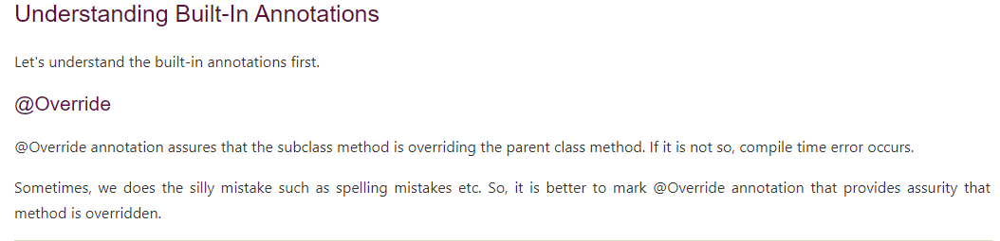 Understanding Built-In Annotations
Let's understand the built-in annotations first.
@Override
@Override annotation assures that the subclass method is overriding the parent class method. If it is not so, compile time error occurs.
Sometimes, we does the silly mistake such as spelling mistakes etc. So, it is better to mark @Override annotation that provides assurity that
method is overridden.